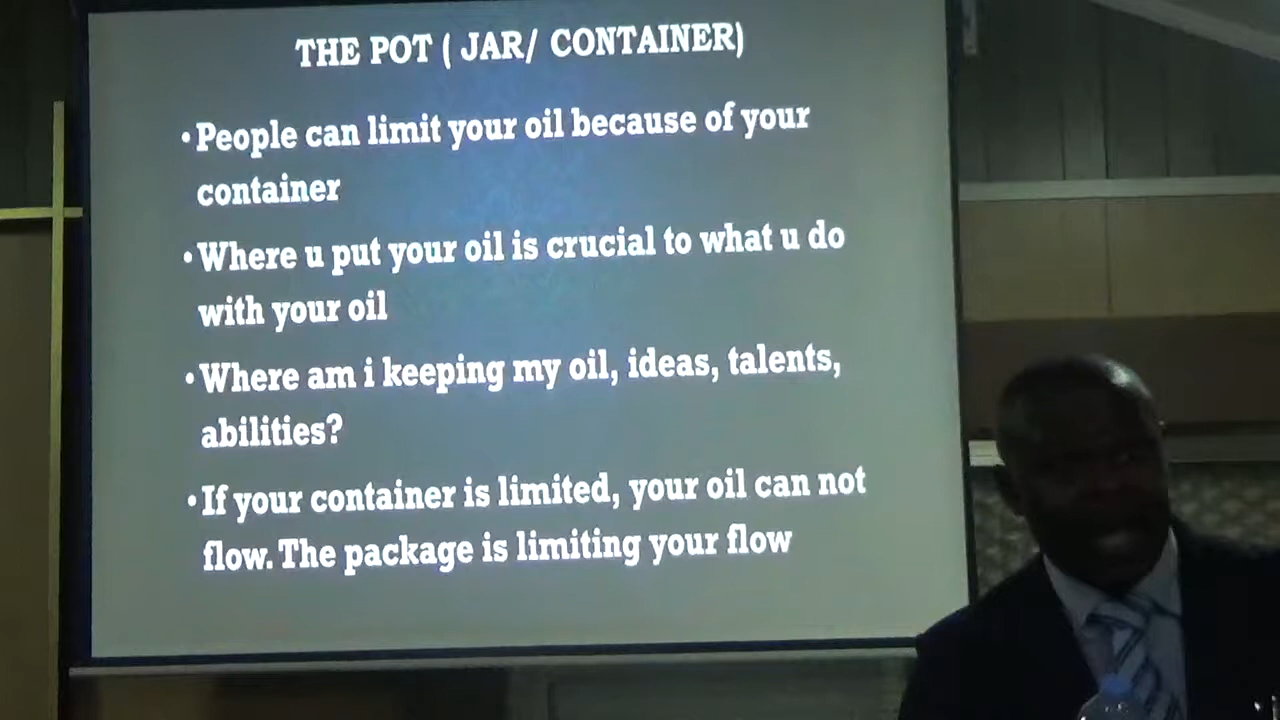 THE POT ( JAR/ CONTAINER)
• People can limit your oil because of your
container
• Where u put your oil is crucial to what u do
with your oil
• Where am i keeping my oil, ideas, talents,
abilities?
• If your container is limited, your oil can not
flow. The package is limiting your flow